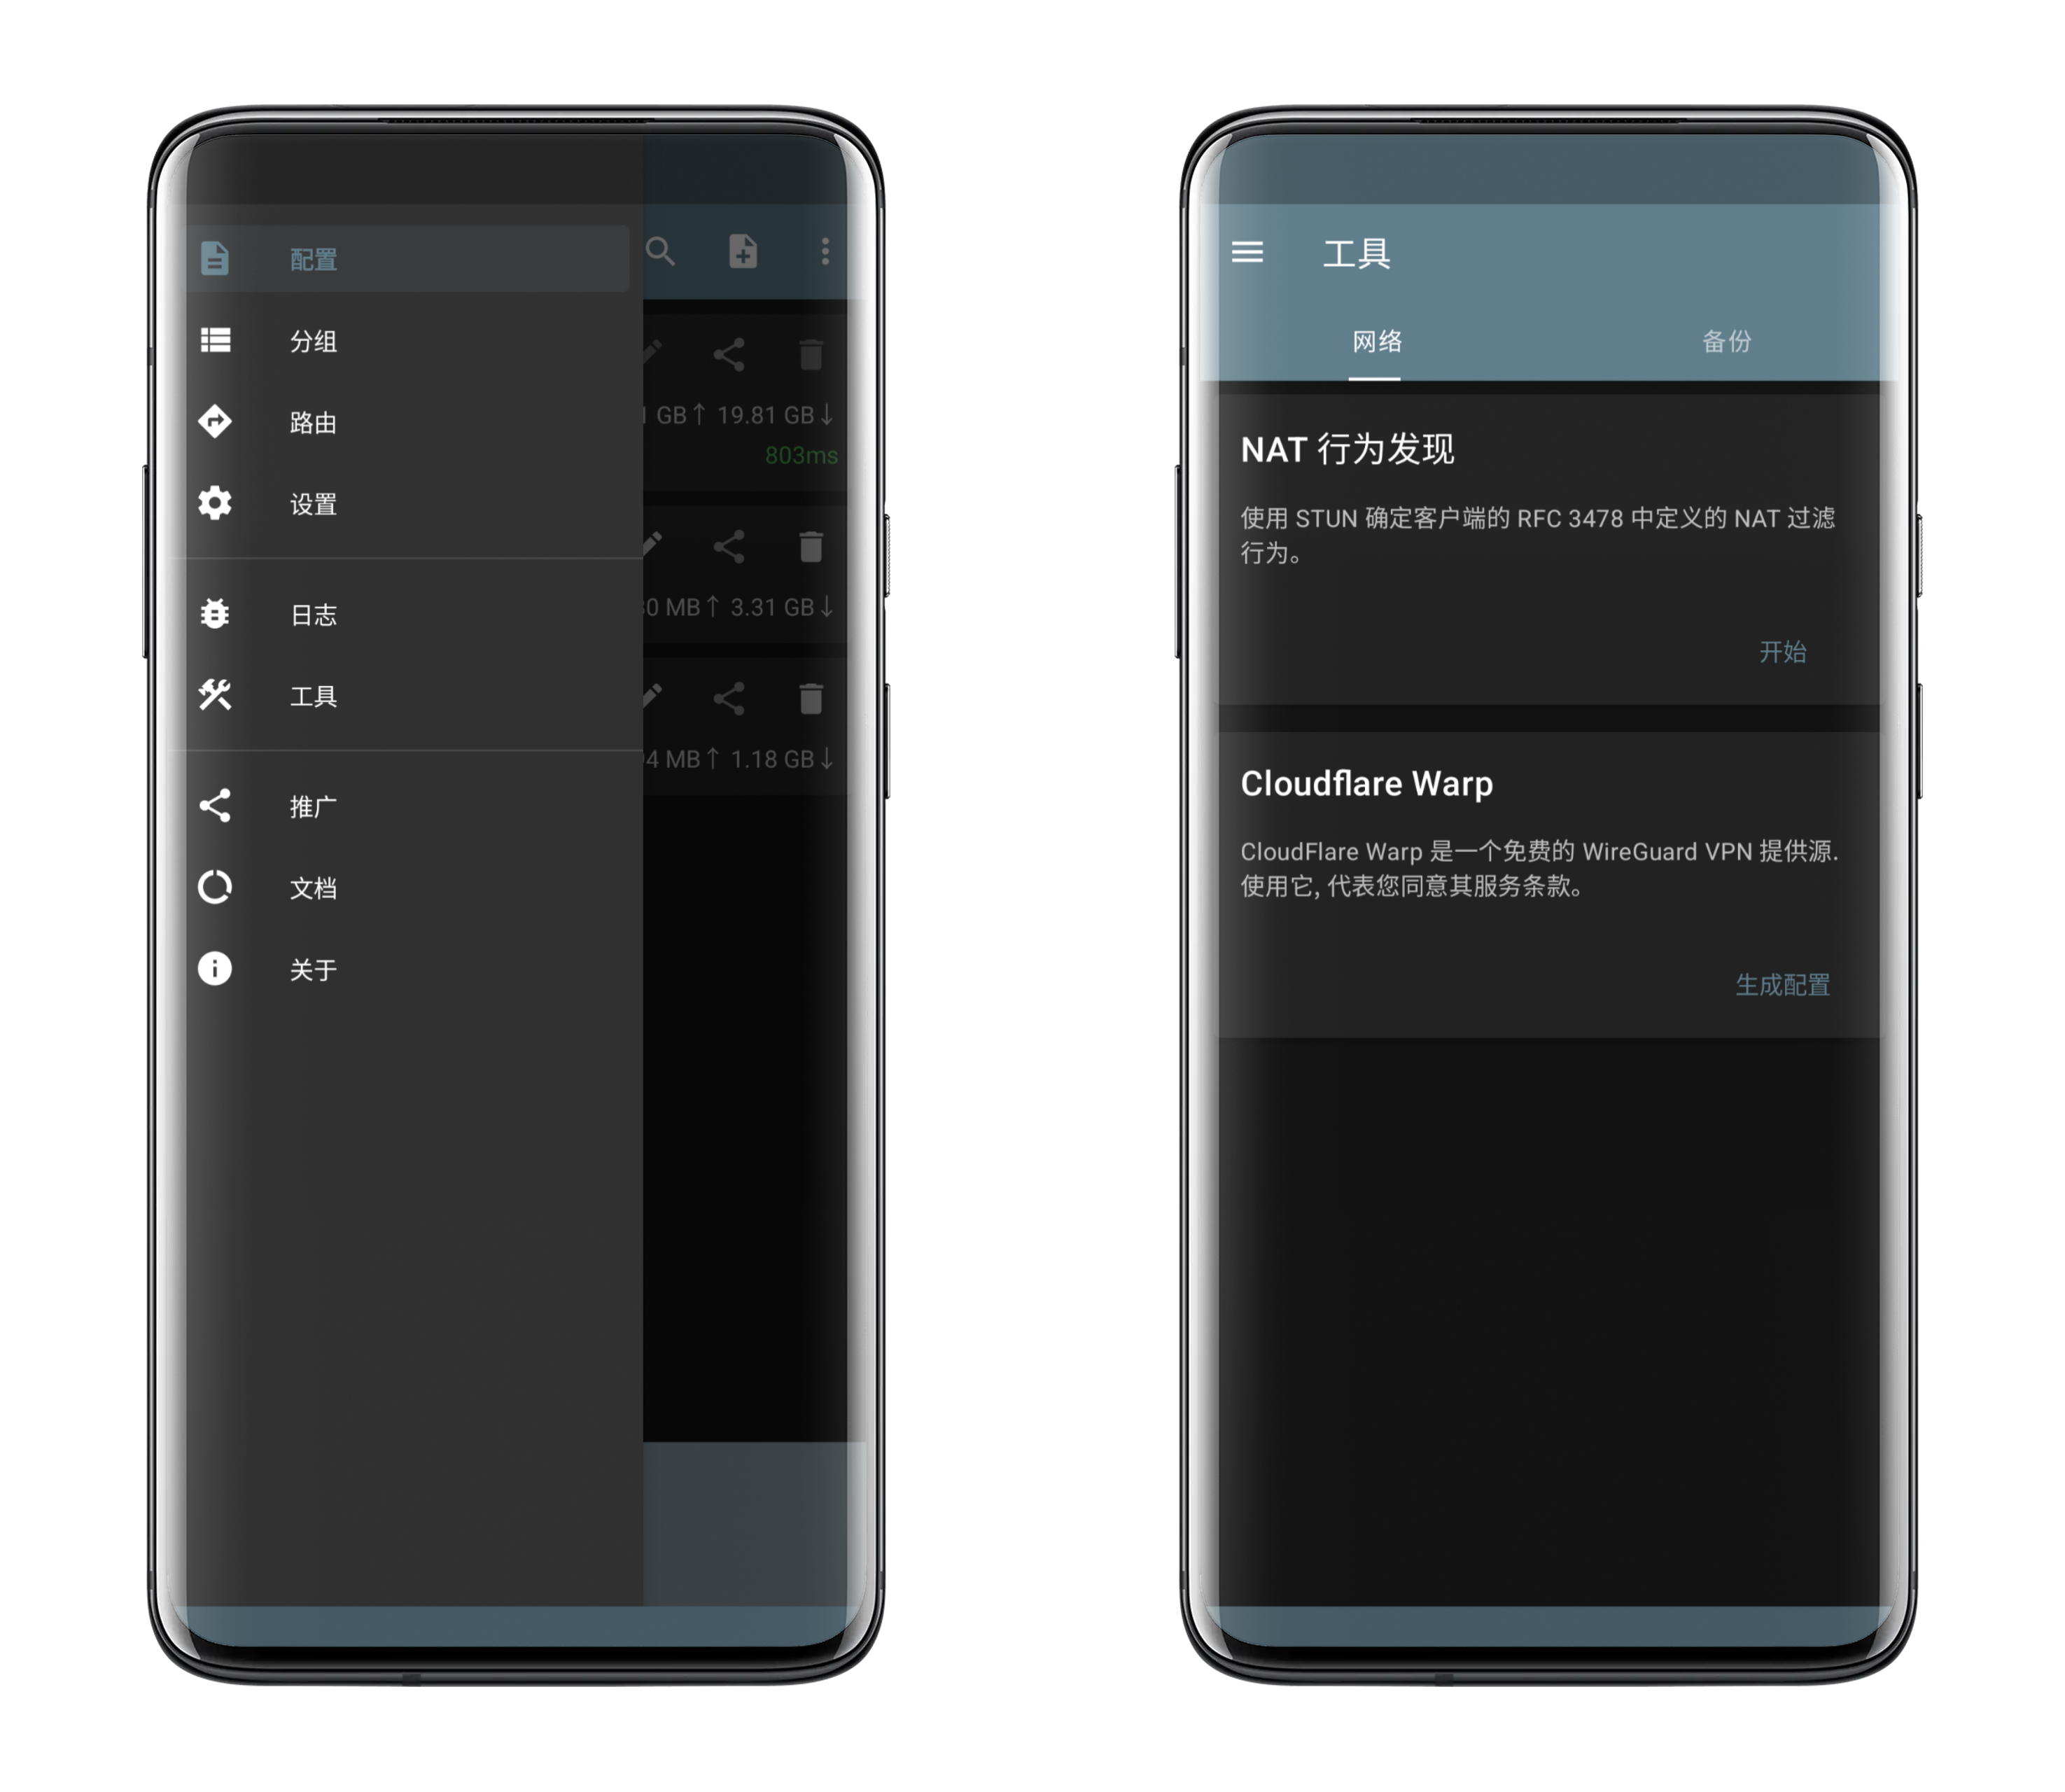 配置
分组
路由
设置
日志
工具
推广
文档
关于
GB↑ 19.81 GB↓
803ms
0 MB↑ 3.31 GB↓
4 MB↑ 1.18 GB↓
工具
网络
备份
NAT 行为发现
使用 STUN 确定客户端的 RFC 3478 中定义的 NAT 过滤
行为。
开始
Cloudflare Warp
CloudFlare Warp 是一个免费的 WireGuard VPN 提供源.
使用它, 代表您同意其服务条款。
生成配置